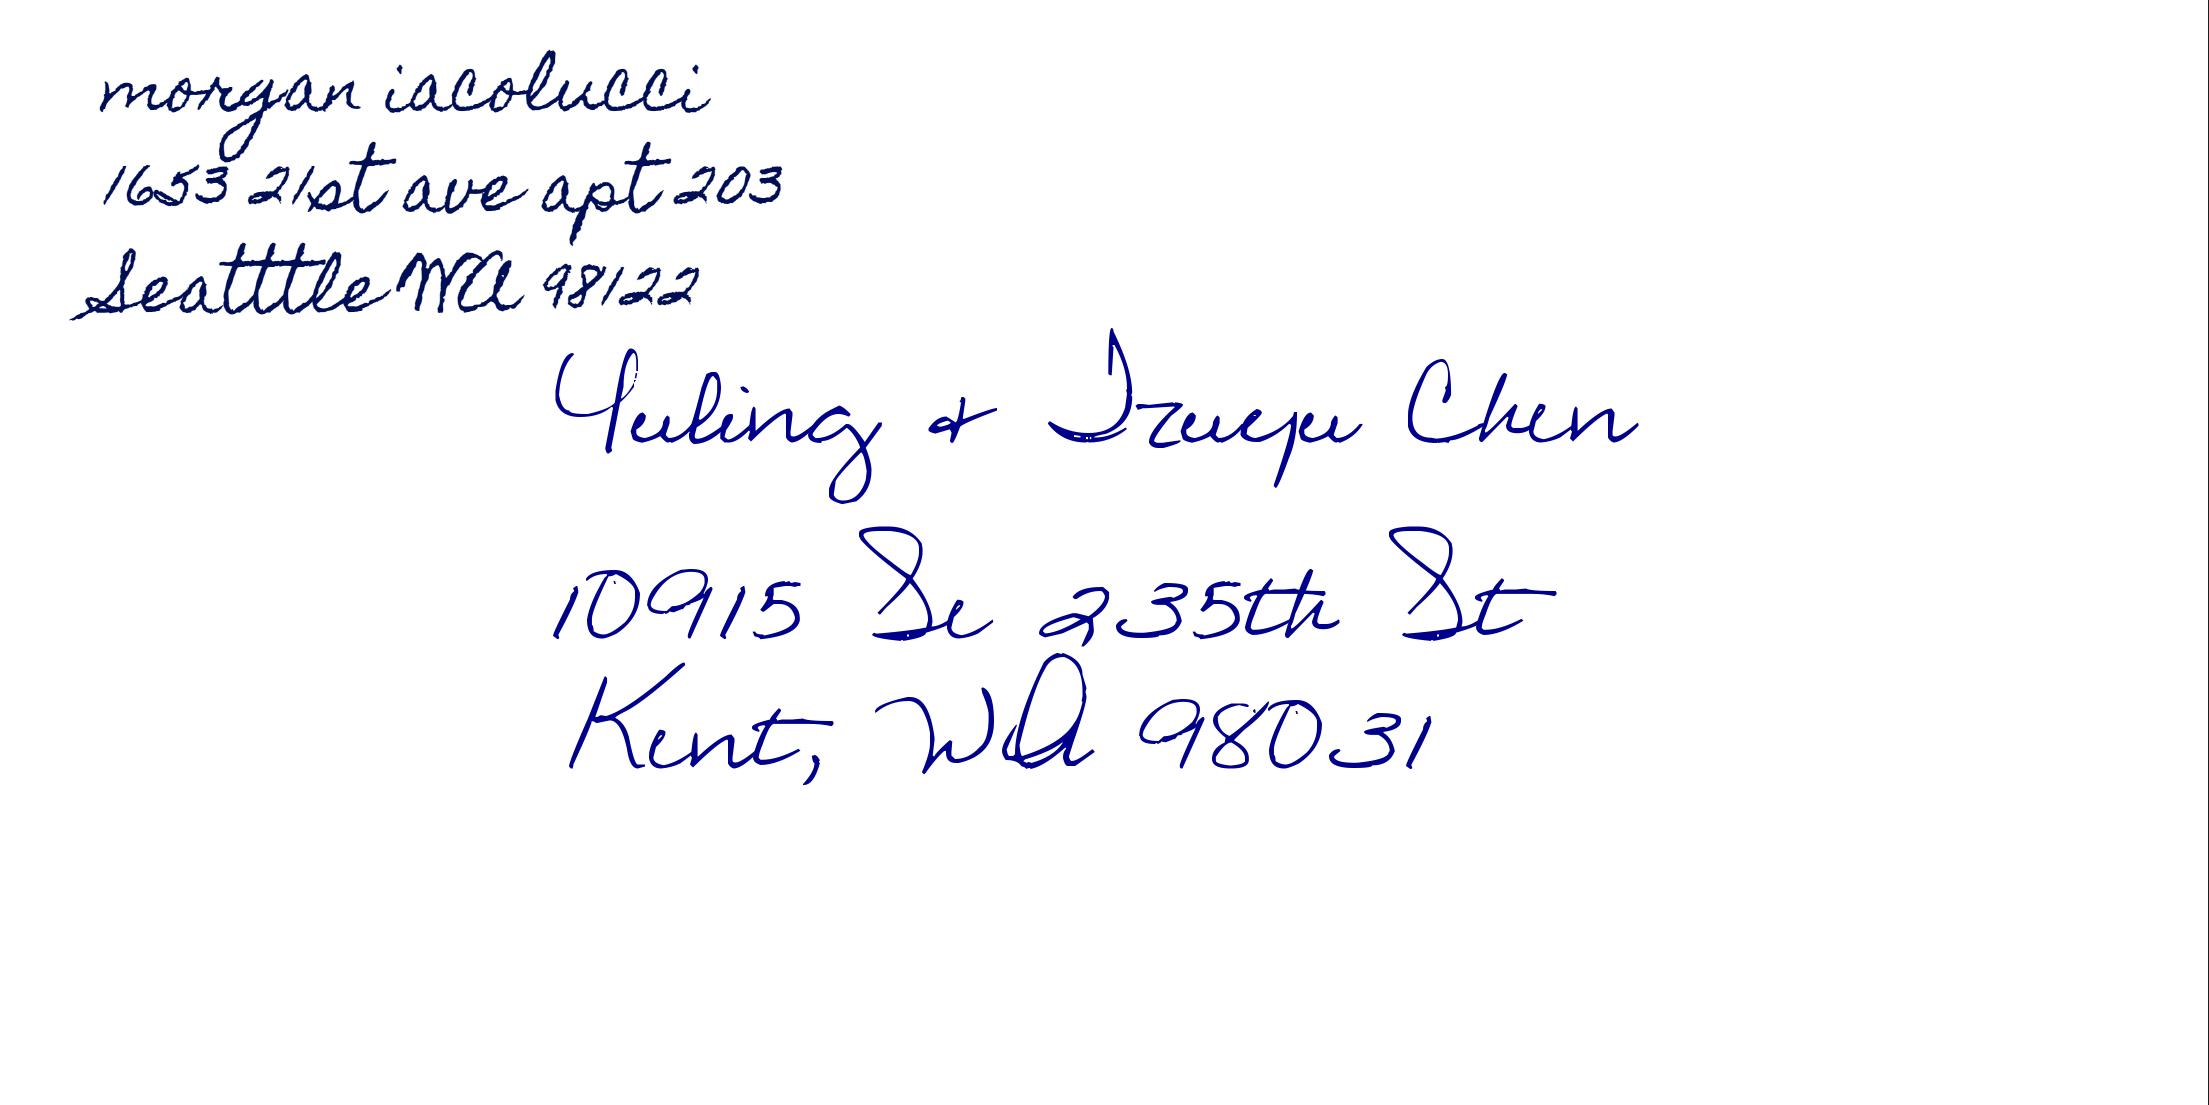 morgan iacolucci
1653 21st ave apt 203
Seatttle WA 98122
Yuling & Tzuyu Chen
10915 Se 235th St
Kent, WA 98031